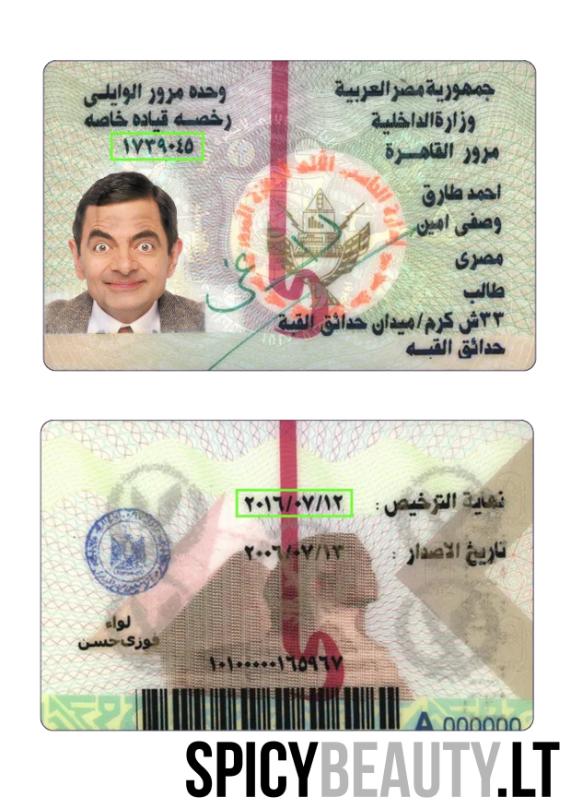 جمهورية مصر العربية
وزارة الداخلية
مرور القاهرة
وحده مرور الوايلى
رخصه قياده خاصه
١٧٣٩٠٤٥
احمد طارق
وصفى امين
مصرى
طالب
٣٣ش كرم/ميدان حدائق القبة
حدائق القبه
نهاية الترخيص : ٢٠١٦/٠٧/١٢
تاريخ الاصدار : ٢٠٠٦/٠٧/١٣
لواء
فوزى حسن
١٠١٠٠٠٠٠١٦٥٩٦٧
A 000000
SPICYBEAUTY.LT